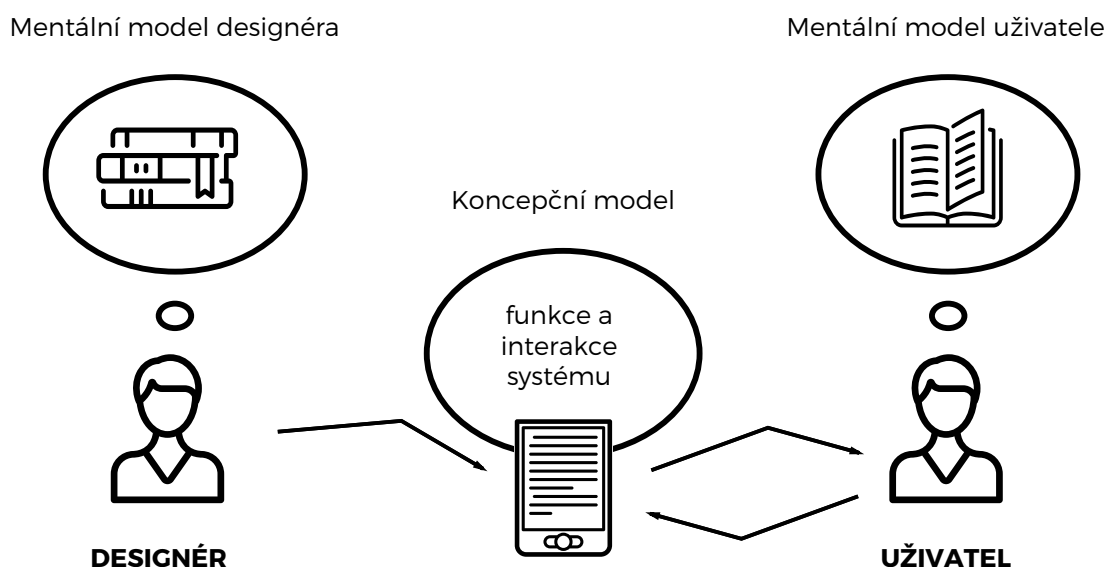 Mentální model designéra
Mentální model uživatele
Koncepční model
funkce a
interakce
systému
DESIGNÉR
UŽIVATEL